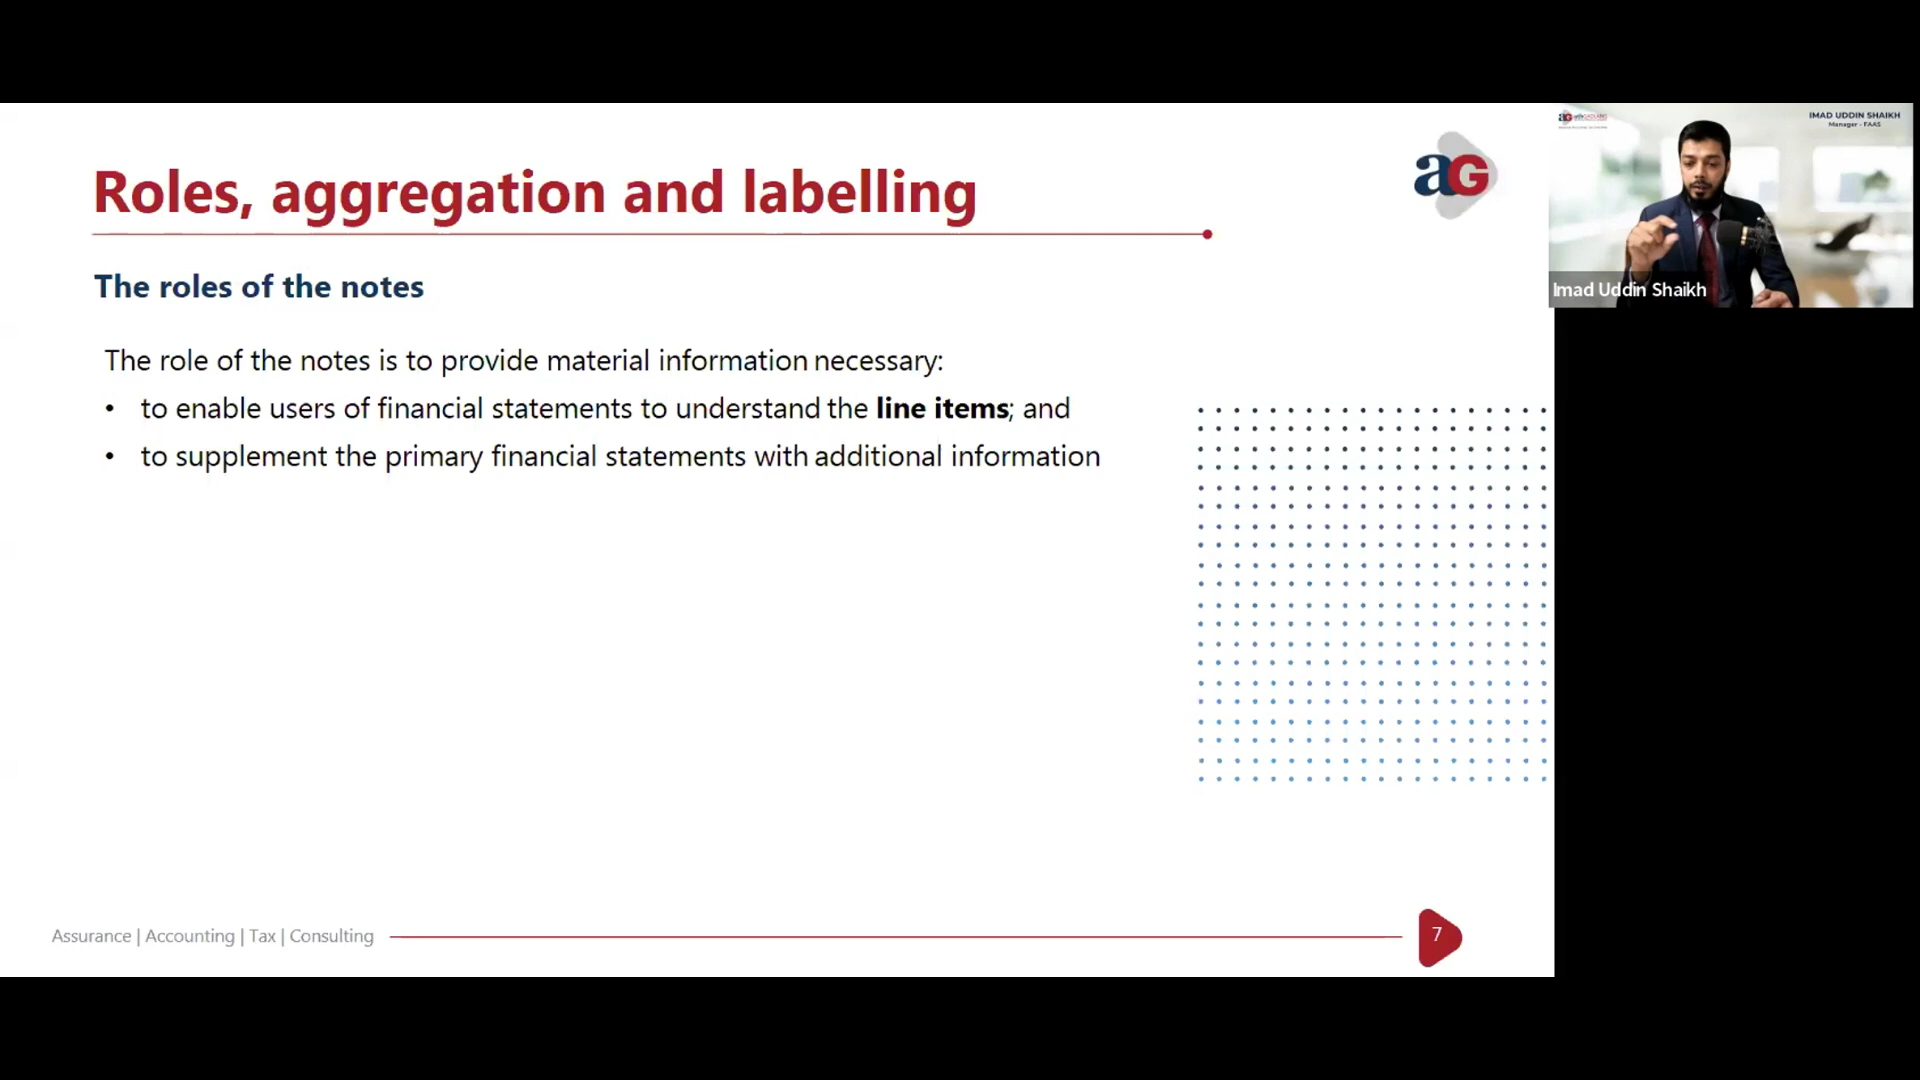 Roles, aggregation and labelling
aG
The roles of the notes
The role of the notes is to provide material information necessary:
• to enable users of financial statements to understand the line items; and
• to supplement the primary financial statements with additional information
Assurance | Accounting | Tax | Consulting
7
aG
IMAD UDDIN SHAIKH
Manager - FAAS
Imad Uddin Shaikh